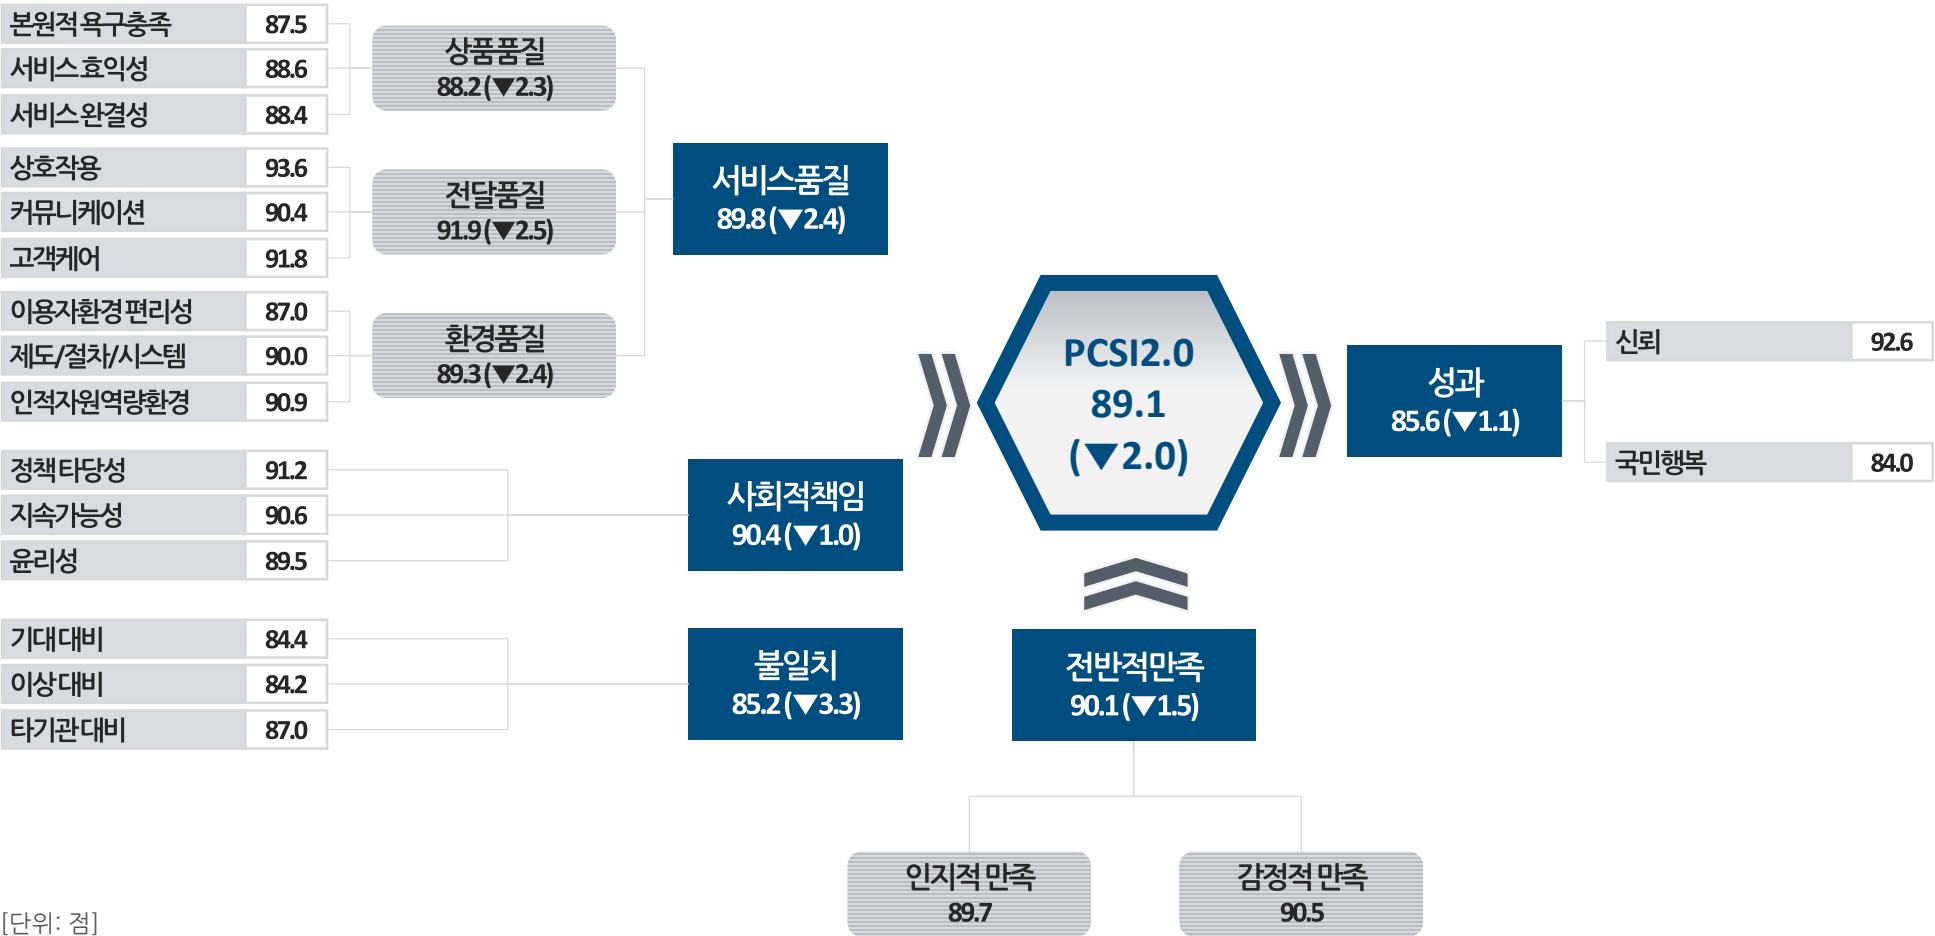 본원적 욕구충족 87.5
서비스 효익성 88.6
서비스 완결성 88.4
상품품질
88.2 (▼2.3)
상호작용 93.6
커뮤니케이션 90.4
고객케어 91.8
전달품질
91.9 (▼2.5)
이용자환경 편리성 87.0
제도/절차/시스템 90.0
인적자원역량환경 90.9
환경품질
89.3 (▼2.4)
서비스품질
89.8 (▼2.4)
정책 타당성 91.2
지속가능성 90.6
윤리성 89.5
사회적책임
90.4 (▼1.0)
기대 대비 84.4
이상 대비 84.2
타기관 대비 87.0
불일치
85.2 (▼3.3)
PCSI2.0
89.1
(▼2.0)
전반적만족
90.1 (▼1.5)
인지적 만족
89.7
감정적 만족
90.5
성과
85.6 (▼1.1)
신뢰 92.6
국민행복 84.0
[단위: 점]